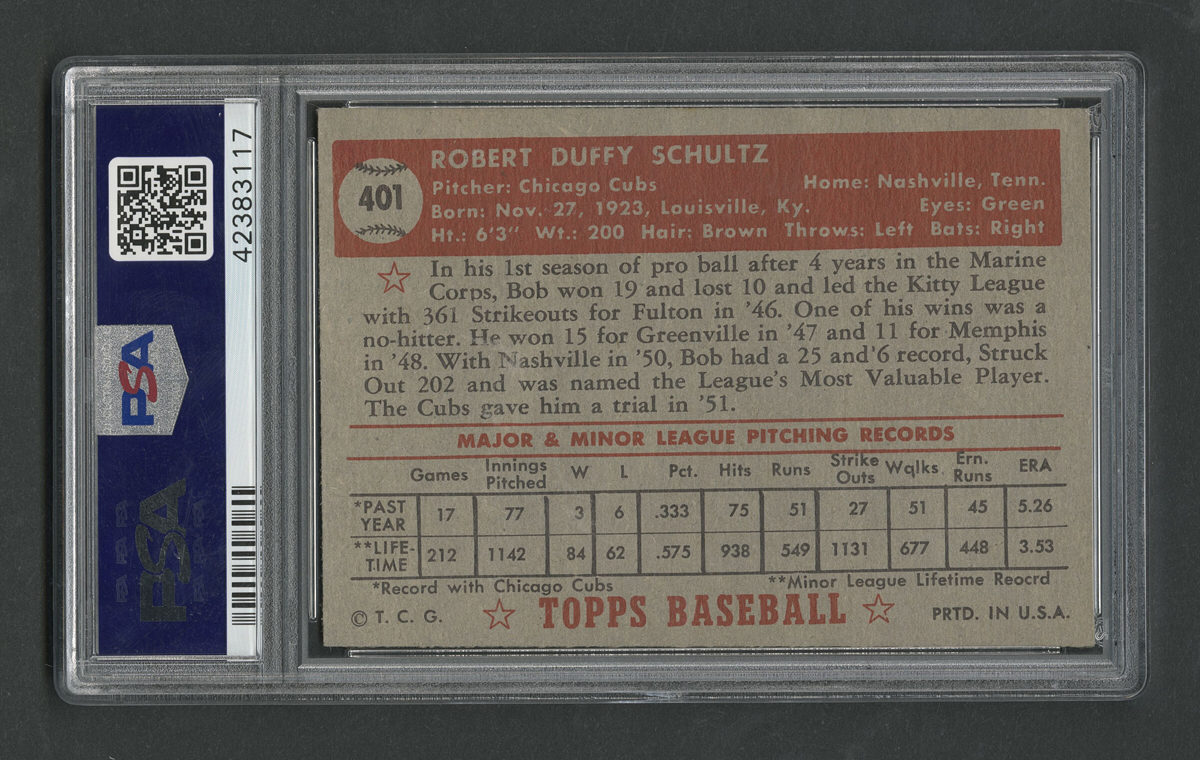 42383117
PSA
PSA
401
ROBERT DUFFY SCHULTZ
Pitcher: Chicago Cubs Home: Nashville, Tenn.
Born: Nov. 27, 1923, Louisville, Ky. Eyes: Green
Ht.: 6'3" Wt.: 200 Hair: Brown Throws: Left Bats: Right
In his 1st season of pro ball after 4 years in the Marine
Corps, Bob won 19 and lost 10 and led the Kitty League
with 361 Strikeouts for Fulton in '46. One of his wins was a
no-hitter. He won 15 for Greenville in '47 and 11 for Memphis
in '48. With Nashville in '50, Bob had a 25 and'6 record, Struck
Out 202 and was named the League's Most Valuable Player.
The Cubs gave him a trial in '51.
MAJOR & MINOR LEAGUE PITCHING RECORDS
Games Innings Pitched W L Pct. Hits Runs Strike Outs Wqlks Ern. Runs ERA
*PAST YEAR 17 77 3 6 .333 75 51 27 51 45 5.26
**LIFE-TIME 212 1142 84 62 .575 938 549 1131 677 448 3.53
*Record with Chicago Cubs **Minor League Lifetime Reocrd
© T. C. G. TOPPS BASEBALL PRTD. IN U.S.A.